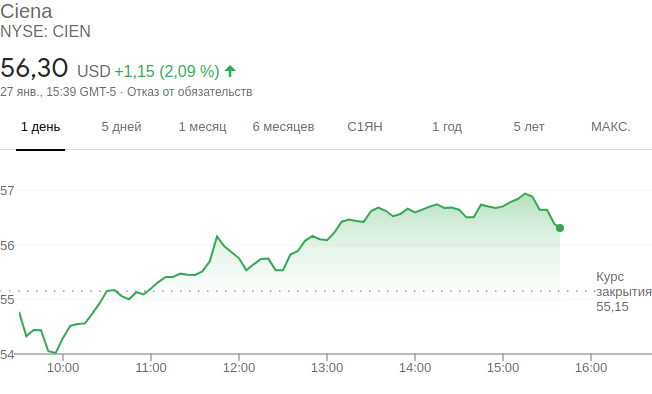 Ciena
NYSE: CIEN
56,30 USD +1,15 (2,09 %)
27 янв., 15:39 GMT-5 · Отказ от обязательств
1 день 5 дней 1 месяц 6 месяцев С1ЯН 1 год 5 лет МАКС.
57
56
Курс
закрытия
55
55,15
54
10:00 11:00 12:00 13:00 14:00 15:00 16:00